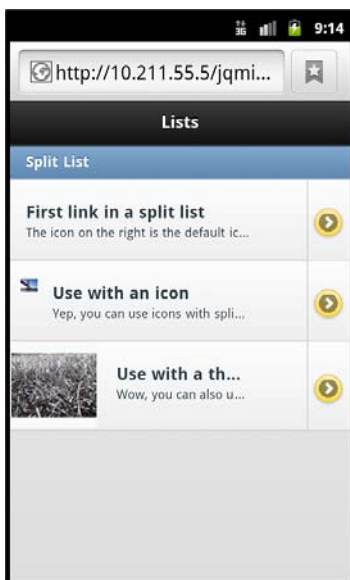 3G 9:14
http://10.211.55.5/jqmi...
Lists
Split List
First link in a split list
The icon on the right is the default ic...
Use with an icon
Yep, you can use icons with spli...
Use with a th...
Wow, you can also u...